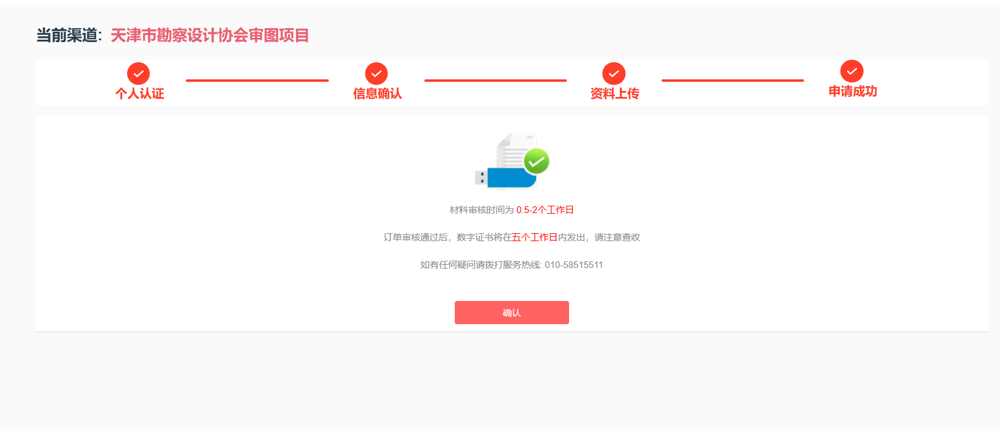 当前渠道: 天津市勘察设计协会审图项目
个人认证
信息确认
资料上传
申请成功
材料审核时间为 0.5-2个工作日
订单审核通过后，数字证书将在五个工作日内发出，请注意查收
如有任何疑问请拨打服务热线: 010-58515511
确认